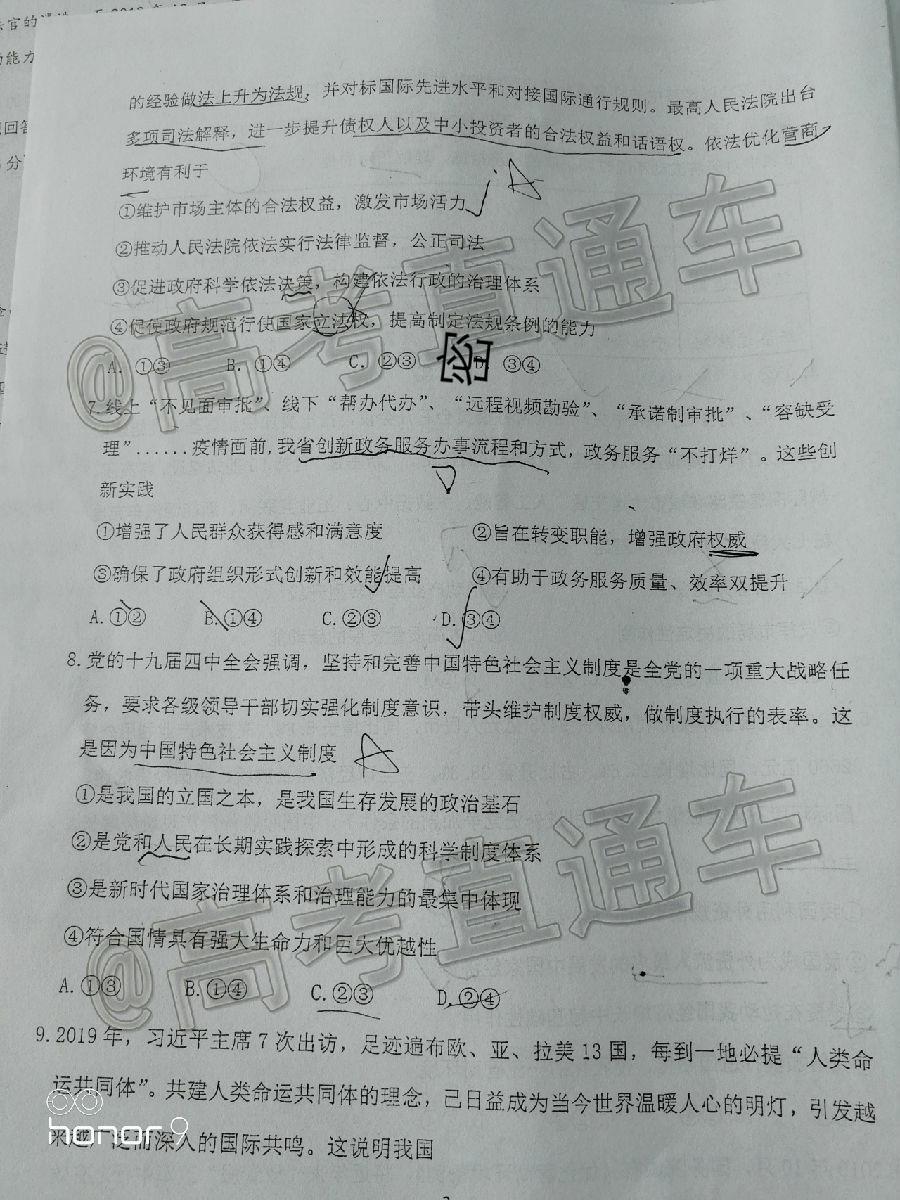 的经验做法上升为法规，并对标国际先进水平和对接国际通行规则。最高人民法院出台
多项司法解释，进一步提升债权人以及中小投资者的合法权益和话语权。依法优化营商
环境有利于
①维护市场主体的合法权益，激发市场活力
②推动人民法院依法实行法律监督，公正司法
③促进政府科学依法决策，构建依法行政的治理体系
④促使政府规范行使国家立法权，提高制定法规条例的能力
A. ①③ B. ①④ C. ②③ D. ③④
密
7.线上“不见面审批”、线下“帮办代办”、“远程视频勘验”、“承诺制审批”、“容缺受
理”......疫情面前,我省创新政务服务办事流程和方式，政务服务“不打烊”。这些创
新实践
①增强了人民群众获得感和满意度 ②旨在转变职能，增强政府权威
③确保了政府组织形式创新和效能提高 ④有助于政务服务质量、效率双提升
A.①② B.①④ C.②③ D.③④
8.党的十九届四中全会强调，坚持和完善中国特色社会主义制度是全党的一项重大战略任
务，要求各级领导干部切实强化制度意识，带头维护制度权威，做制度执行的表率。这
是因为中国特色社会主义制度
①是我国的立国之本，是我国生存发展的政治基石
②是党和人民在长期实践探索中形成的科学制度体系
③是新时代国家治理体系和治理能力的最集中体现
④符合国情具有强大生命力和巨大优越性
A.①③ B.①④ C.②③ D.②④
9.2019年，习近平主席7次出访，足迹遍布欧、亚、拉美13国，每到一地必提“人类命
运共同体”。共建人类命运共同体的理念，已日益成为当今世界温暖人心的明灯，引发越
来越广泛而深入的国际共鸣。这说明我国
@高考直通车
@高考直通车
honor 9